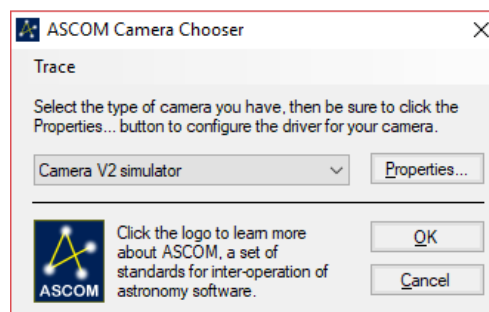 ASCOM Camera Chooser
Trace
Select the type of camera you have, then be sure to click the
Properties... button to configure the driver for your camera.
Camera V2 simulator
Properties...
Click the logo to learn more
about ASCOM, a set of
standards for inter-operation of
astronomy software.
ASCOM
OK
Cancel